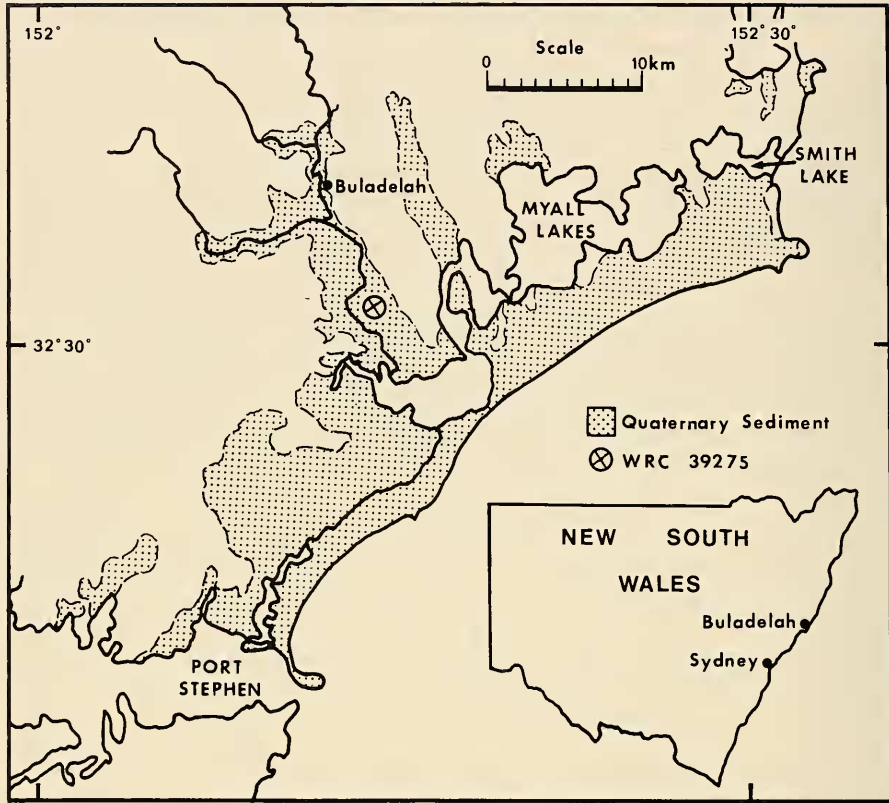 152°
152° 30'
Scale
0 10km
SMITH
LAKE
Buladelah
MYALL
LAKES
32° 30'
Quaternary Sediment
WRC 39275
NEW SOUTH
WALES
Buladelah
Sydney
PORT
STEPHEN